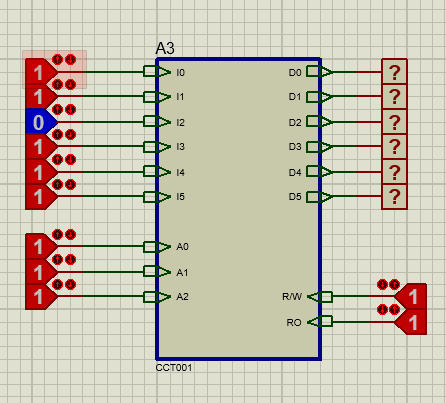 A3
1 I0 D0 ?
1 I1 D1 ?
0 I2 D2 ?
1 I3 D3 ?
1 I4 D4 ?
1 I5 D5 ?
1 A0
1 A1
1 A2 R/W 1
RO 1
CCT001